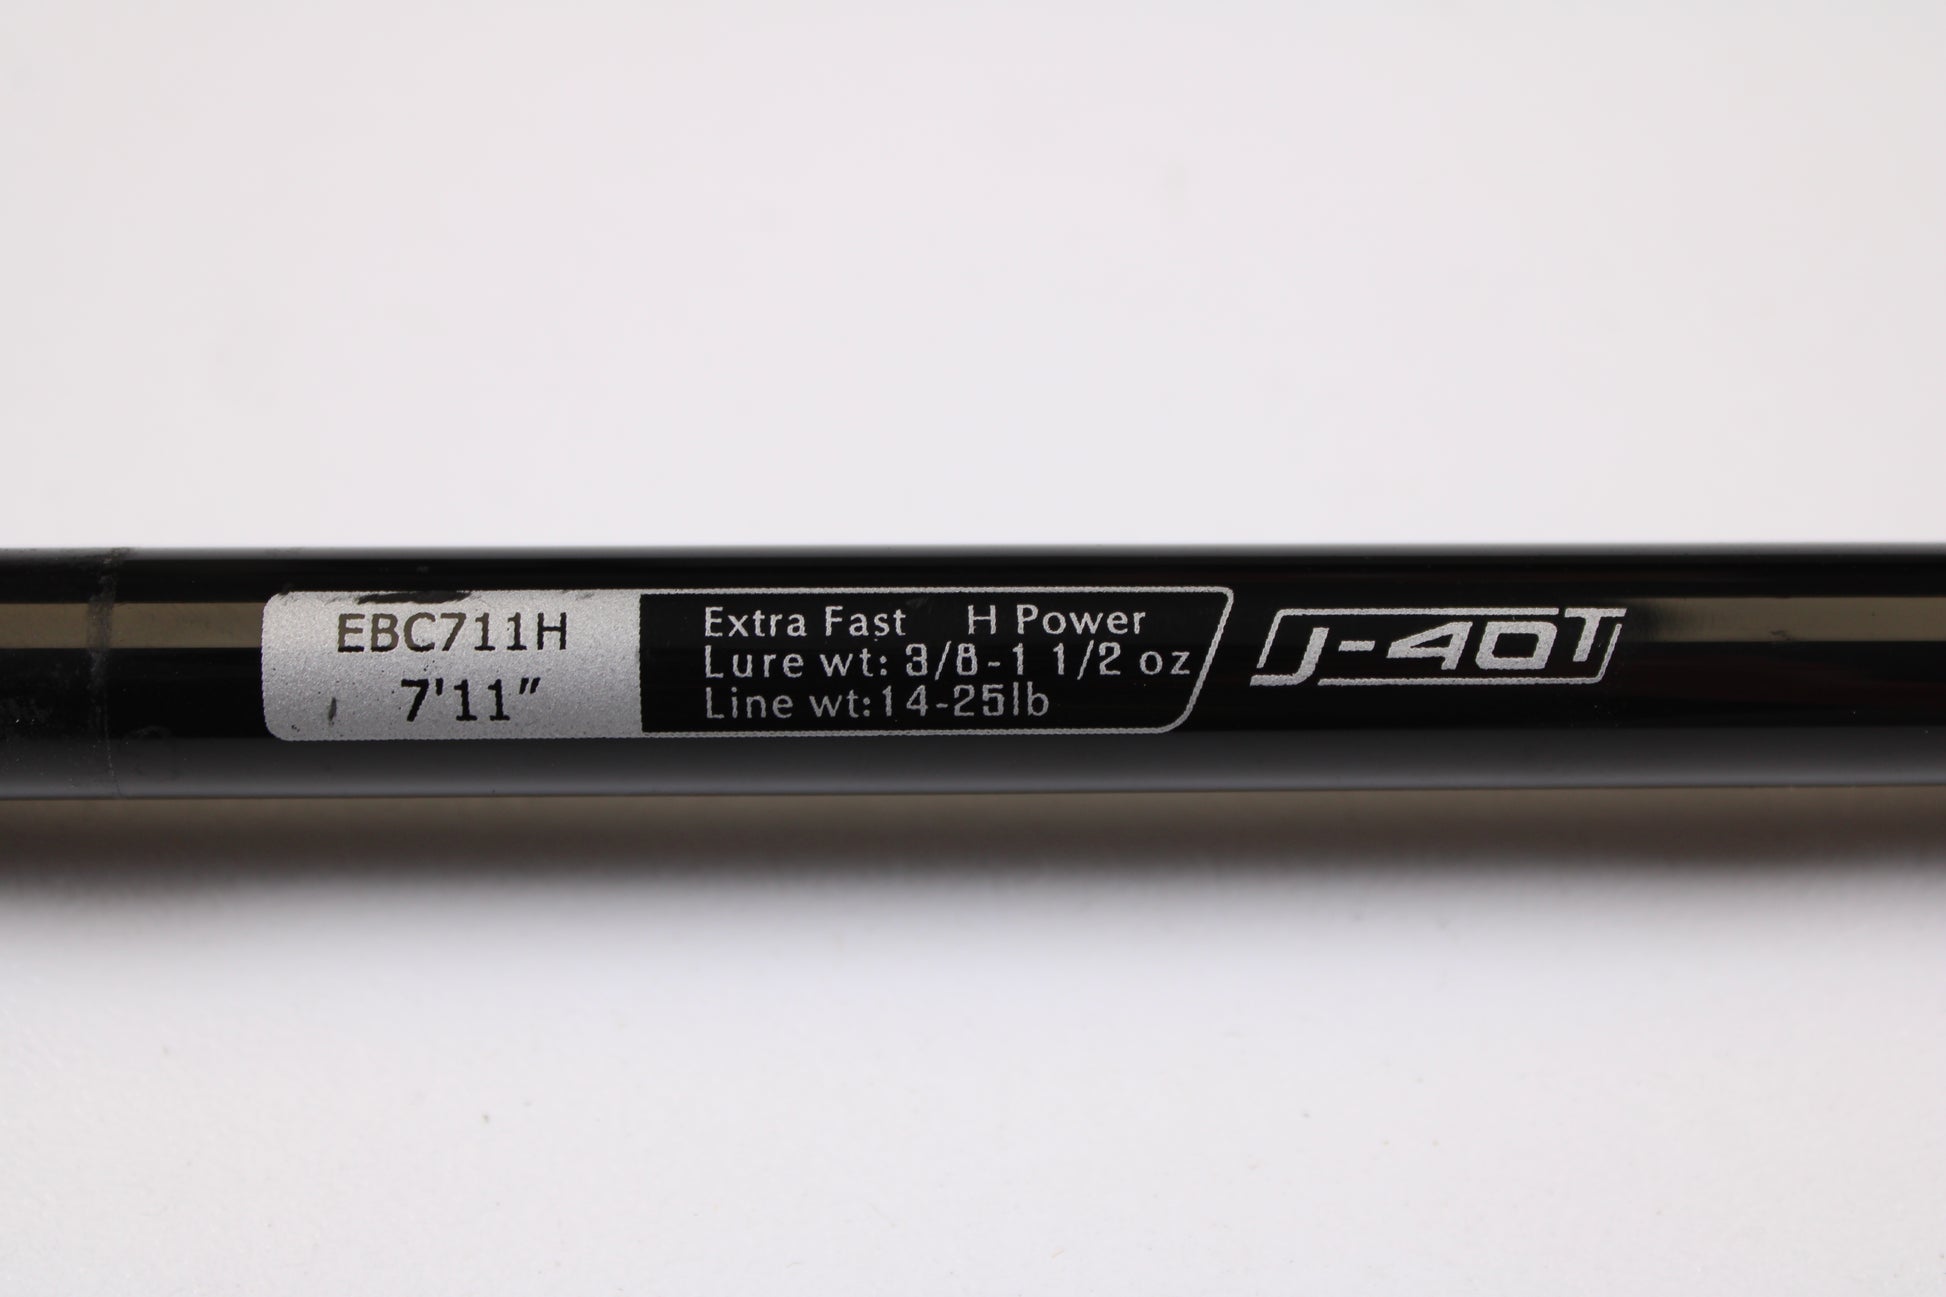 EBC711H
7'11"
Extra Fast H Power
Lure wt: 3/8-1 1/2 oz
Line wt:14-25lb
J-40T